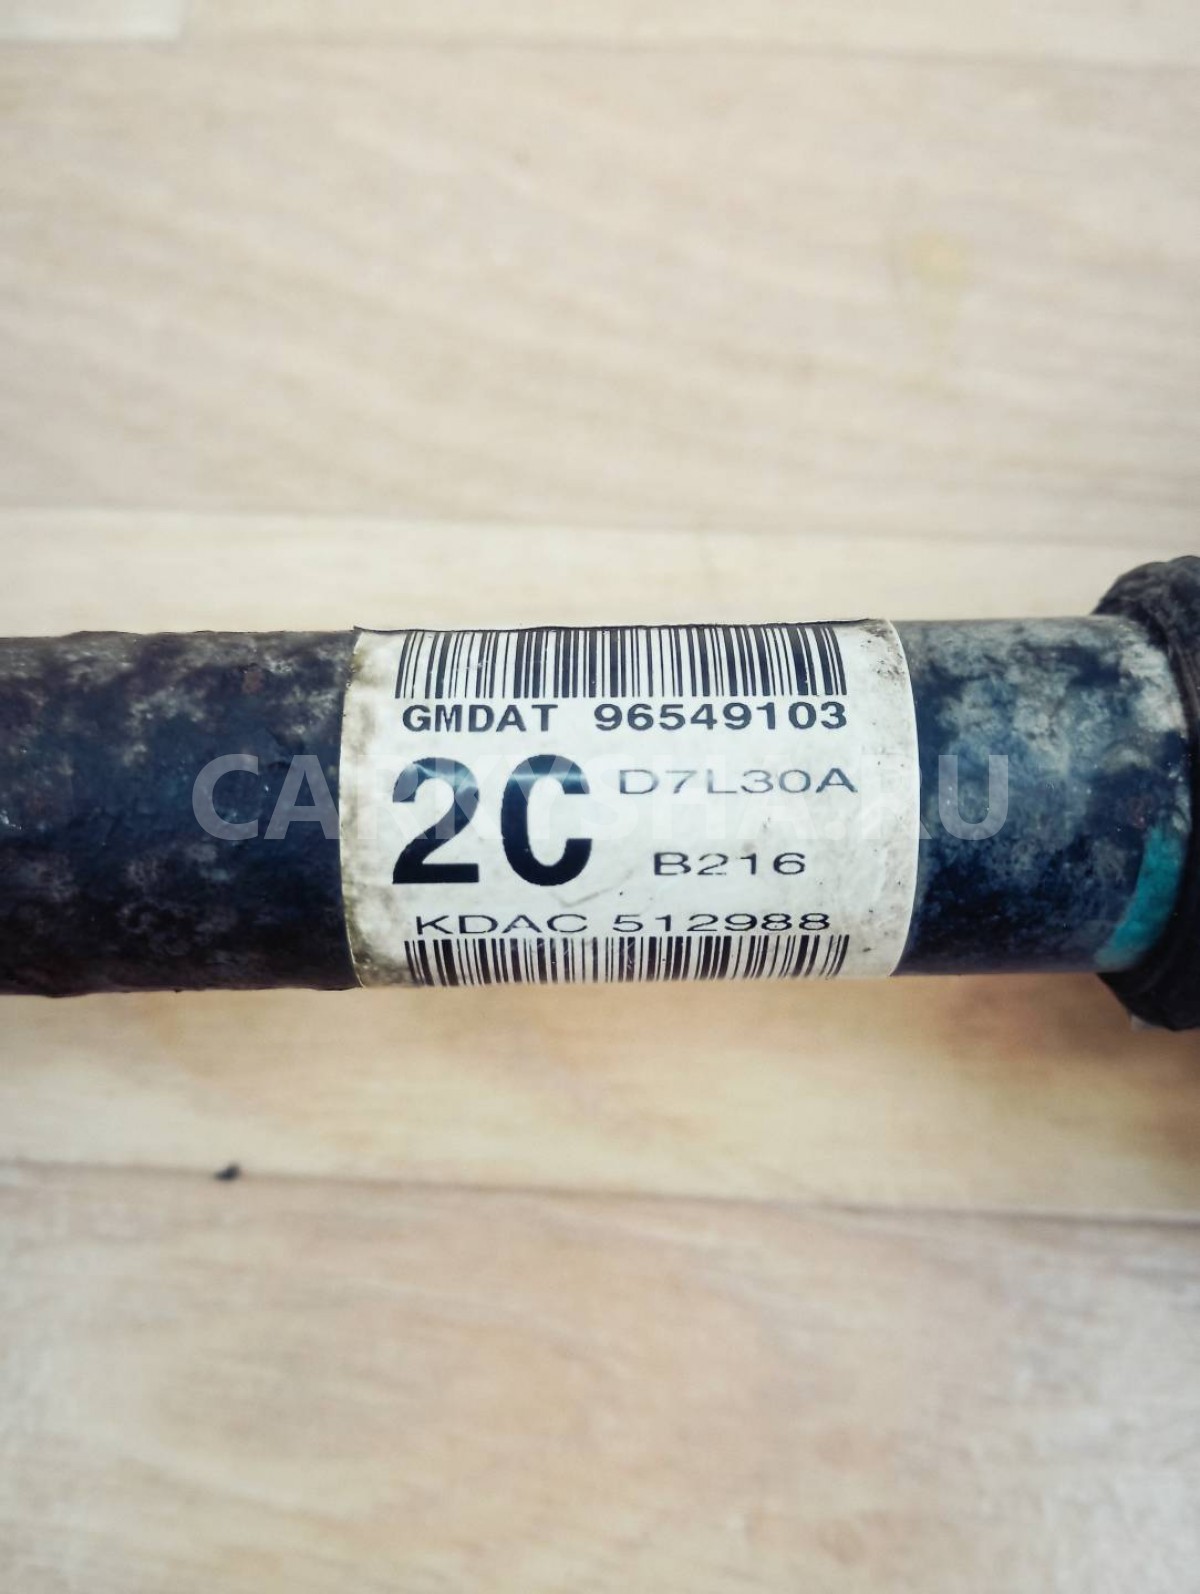 GMDAT 96549103
2C D7L30A
B216
KDAC 512988
CARKYSHA.RU